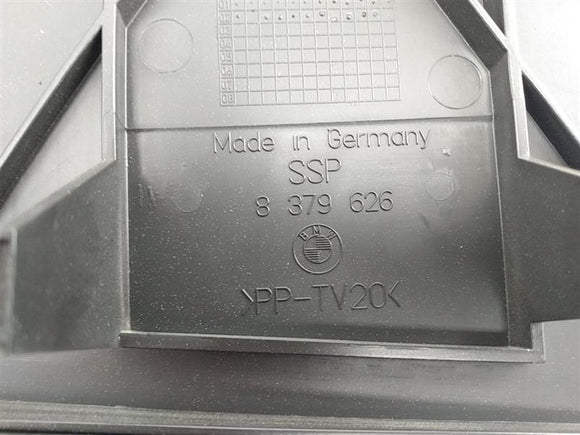 Made in Germany
SSP
8 379 626
BMW
>PP-TV20<